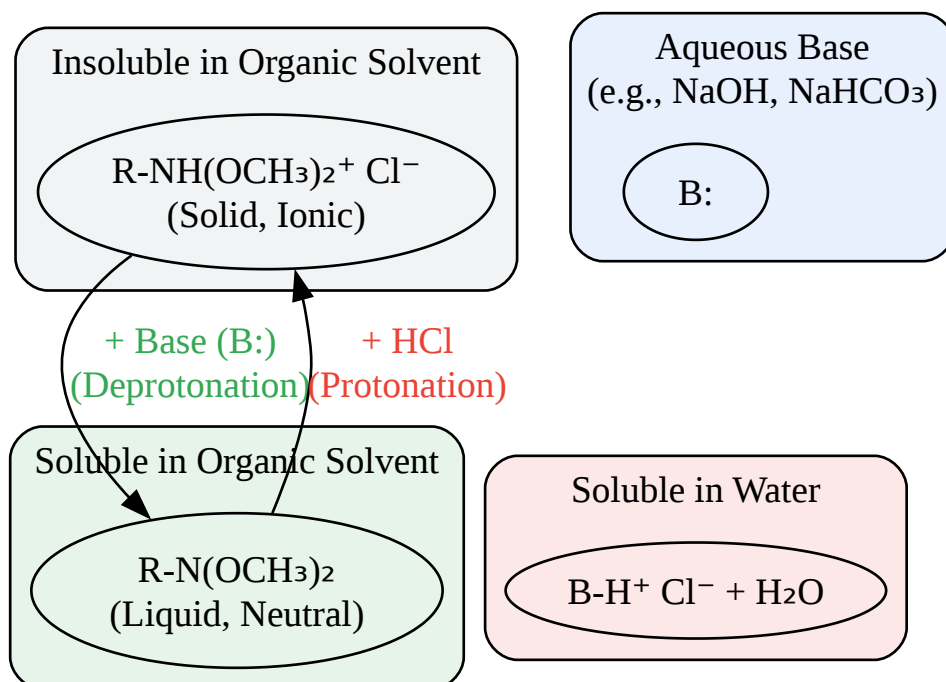 Insoluble in Organic Solvent
R-NH(OCH₃)₂⁺ Cl⁻
(Solid, Ionic)
Aqueous Base
(e.g., NaOH, NaHCO₃)
B:
+ Base (B:)
(Deprotonation)
+ HCl
(Protonation)
Soluble in Organic Solvent
R-N(OCH₃)₂
(Liquid, Neutral)
Soluble in Water
B-H⁺ Cl⁻ + H₂O